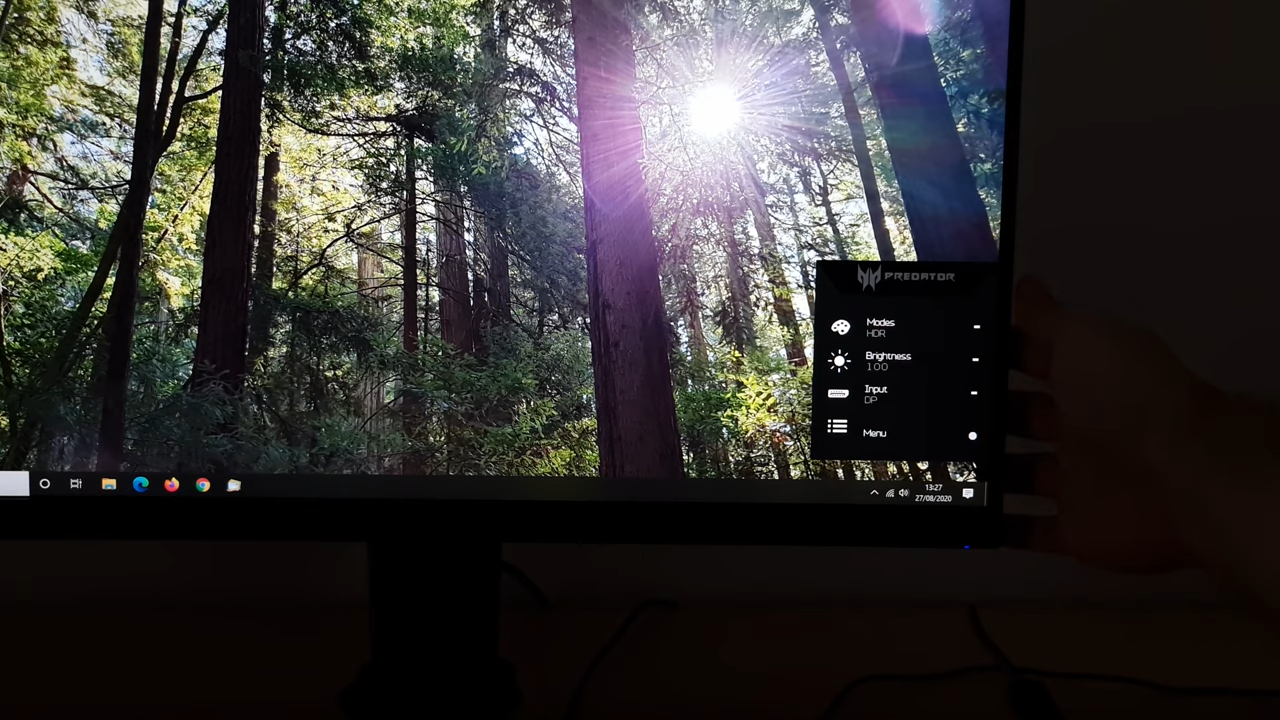 PREDATOR
Modes
HDR
Brightness
100
Input
DP
Menu
13:27
27/08/2020